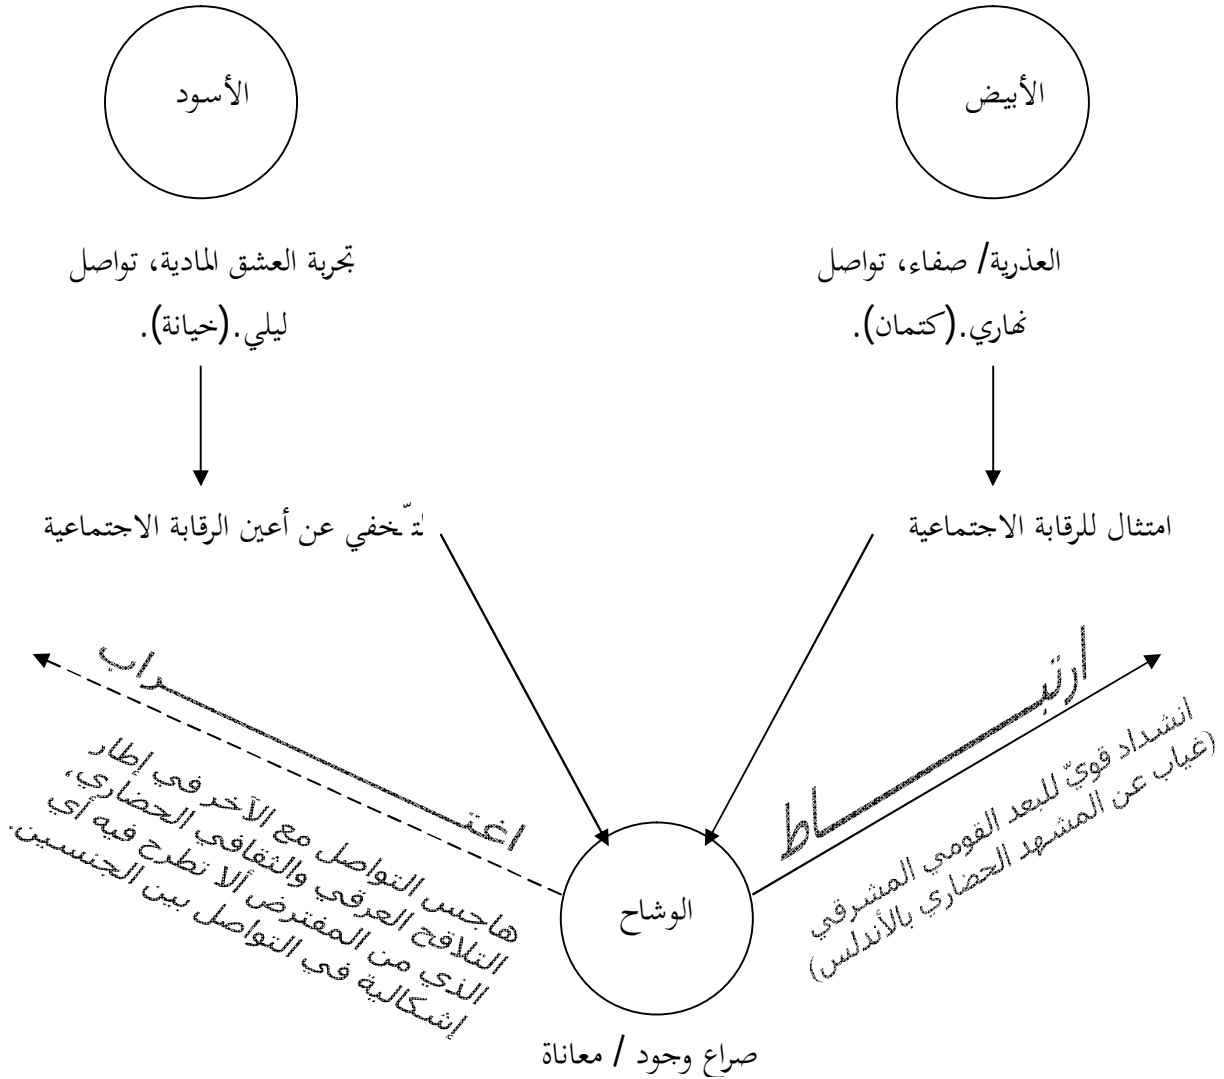 الأبيض
الأسود
العذرية/ صفاء، تواصل
نهاري.(كتمان).
تجربة العشق المادية، تواصل
ليلي.(خيانة).
امتثال للرقابة الاجتماعية
لتّخفي عن أعين الرقابة الاجتماعية
ارتبـــــــاط
انشداد قويّ للبعد القومي المشرقي
(غياب عن المشهد الحضاري بالأندلس)
اغتـــــــراب
هاجس التواصل مع الآخر في إطار
التلاقح العرقي والثقافي الحضاري،
الذي من المفترض ألا تطرح فيه أي
إشكالية في التواصل بين الجنسين.
الوشاح
صراع وجود / معاناة